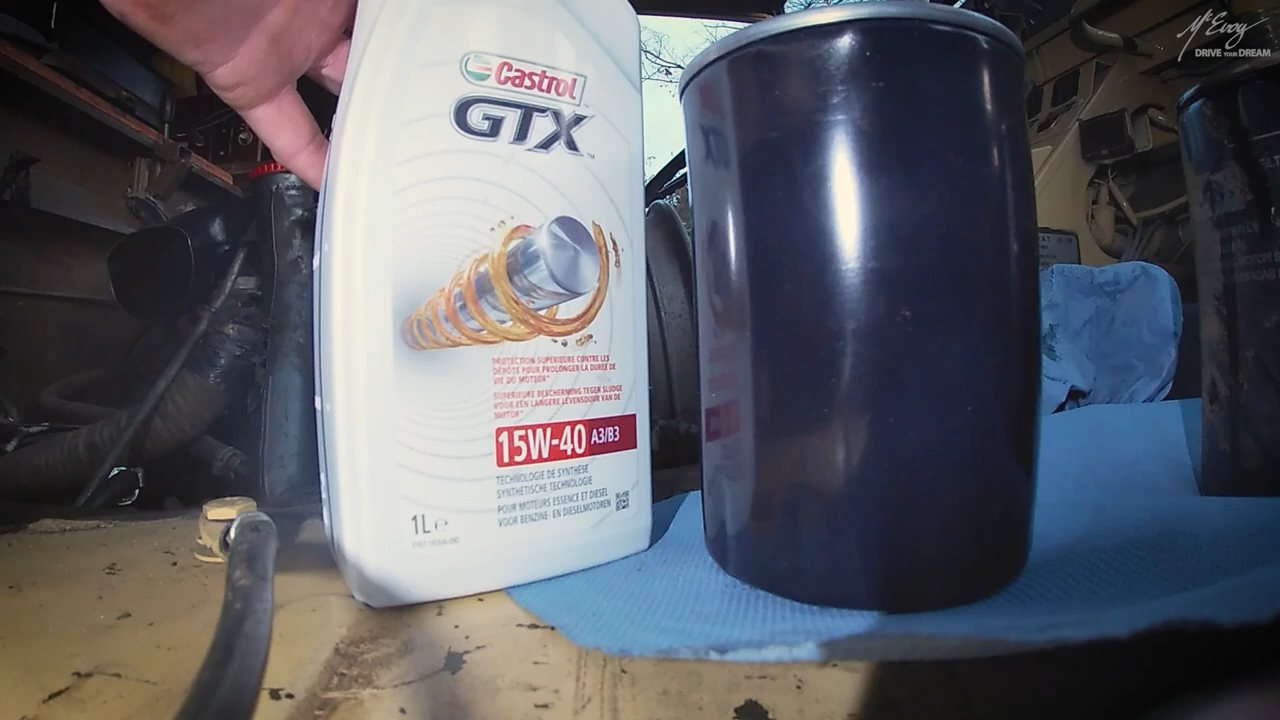 McEvoy
DRIVE YOUR DREAM
Castrol
GTX™
PROTECTION SUPÉRIEURE CONTRE LES
DÉPÔTS POUR PROLONGER LA DURÉE DE
VIE DU MOTEUR*
SUPERIEURE BESCHERMING TEGEN SLUDGE
VOOR EEN LANGERE LEVENSDUUR VAN DE
MOTOR*
15W-40 A3/B3
TECHNOLOGIE DE SYNTHÈSE
SYNTHETISCHE TECHNOLOGIE
POUR MOTEURS ESSENCE ET DIESEL
VOOR BENZINE- EN DIESELMOTOREN
1L e